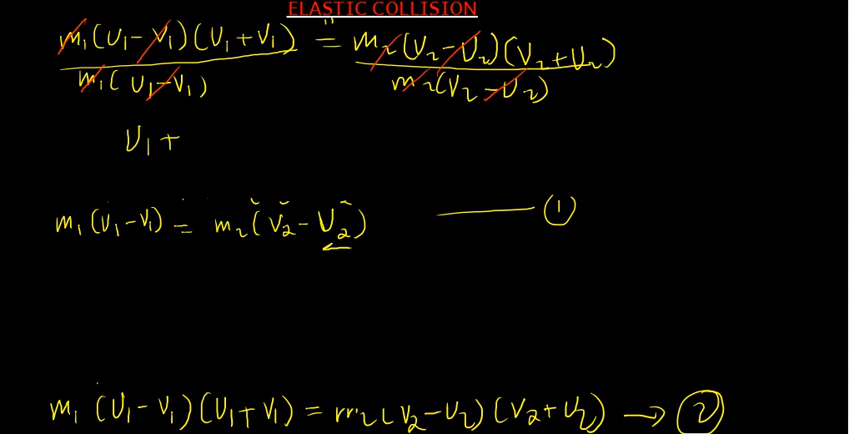 ELASTIC COLLISION
m₁(U₁-V₁)(U₁+V₁) = m₂(V₂-U₂)(V₂+U₂)
m₁(U₁-V₁) m₂(V₂-U₂)
U₁+
m₁(U₁-V₁) = m₂(V₂-U₂) —— ①
m₁(U₁-V₁)(U₁+V₁) = m₂(V₂-U₂)(V₂+U₂) → ②